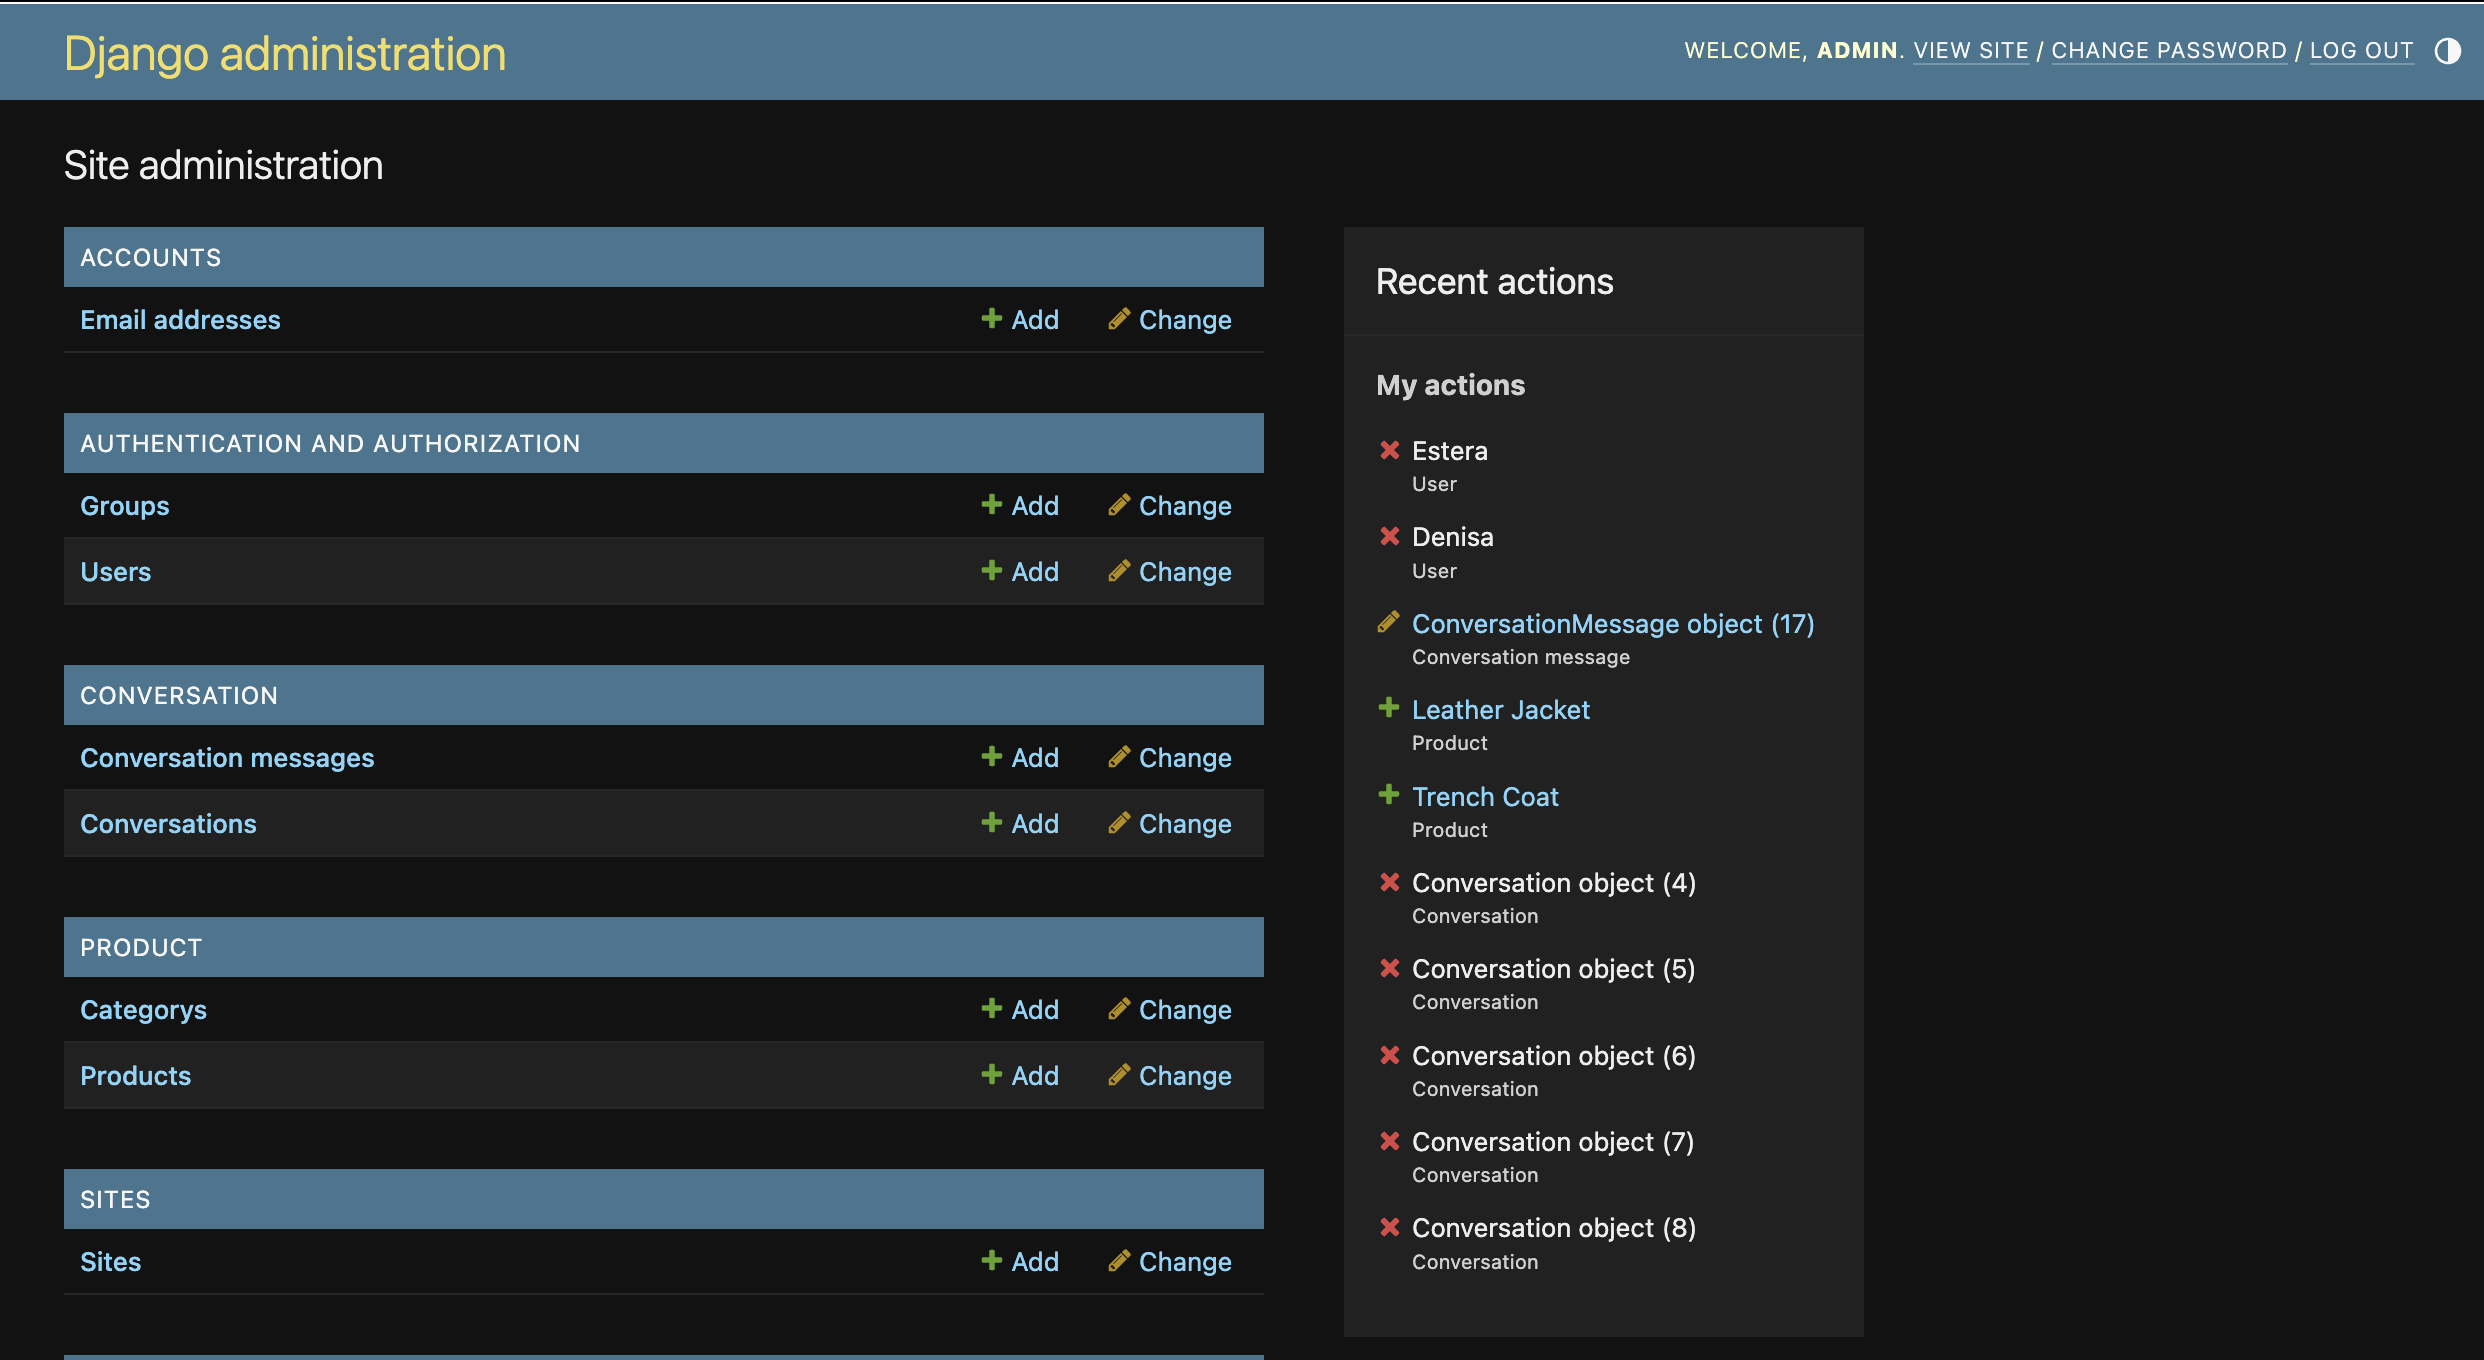 Django administration
WELCOME, ADMIN. VIEW SITE / CHANGE PASSWORD / LOG OUT
Site administration
ACCOUNTS
Email addresses Add Change
AUTHENTICATION AND AUTHORIZATION
Groups Add Change
Users Add Change
CONVERSATION
Conversation messages Add Change
Conversations Add Change
PRODUCT
Categorys Add Change
Products Add Change
SITES
Sites Add Change
Recent actions
My actions
Estera
User
Denisa
User
ConversationMessage object (17)
Conversation message
Leather Jacket
Product
Trench Coat
Product
Conversation object (4)
Conversation
Conversation object (5)
Conversation
Conversation object (6)
Conversation
Conversation object (7)
Conversation
Conversation object (8)
Conversation